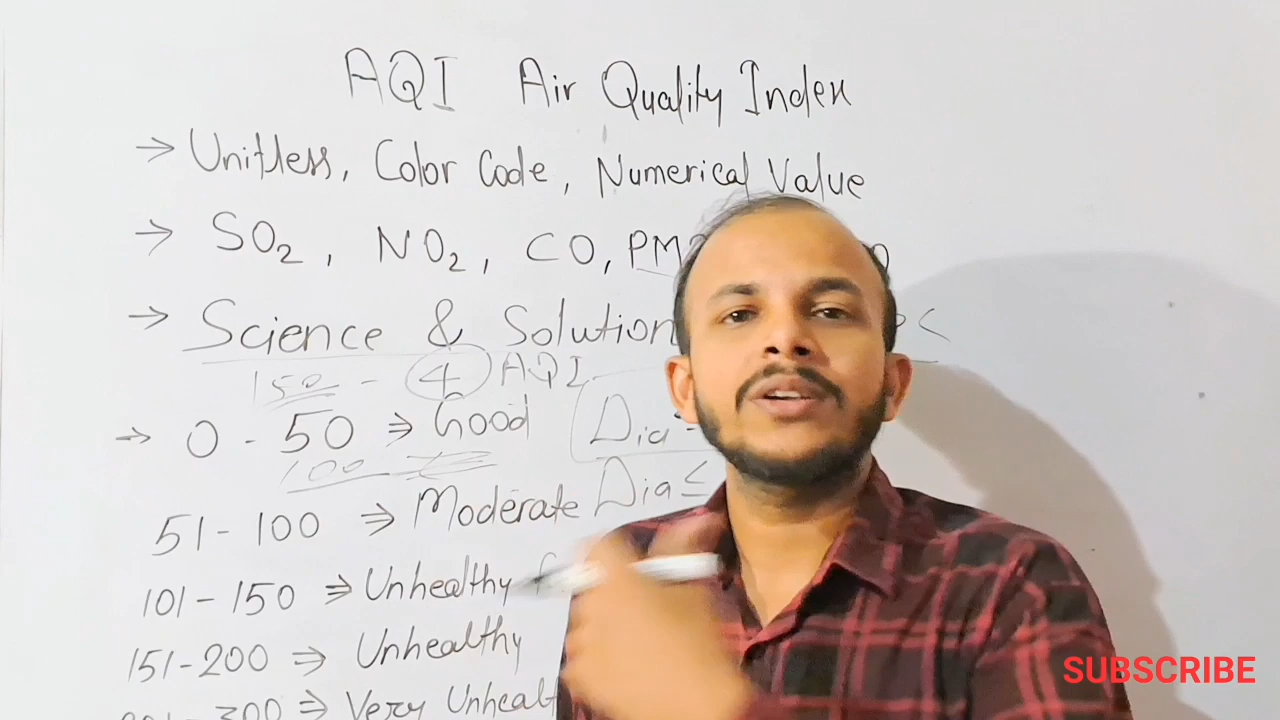 AQI Air Quality Index
→ Unitless, Color Code, Numerical Value
→ SO₂, NO₂, CO, PM
→ Science & Solution
150 - 4 AQI
→ 0 - 50 ⇒ Good Dia
100
Dia ≤
51 - 100 ⇒ Moderate
101 - 150 ⇒ Unhealthy
151 - 200 ⇒ Unhealthy
300 ⇒ Very Unhealt
SUBSCRIBE